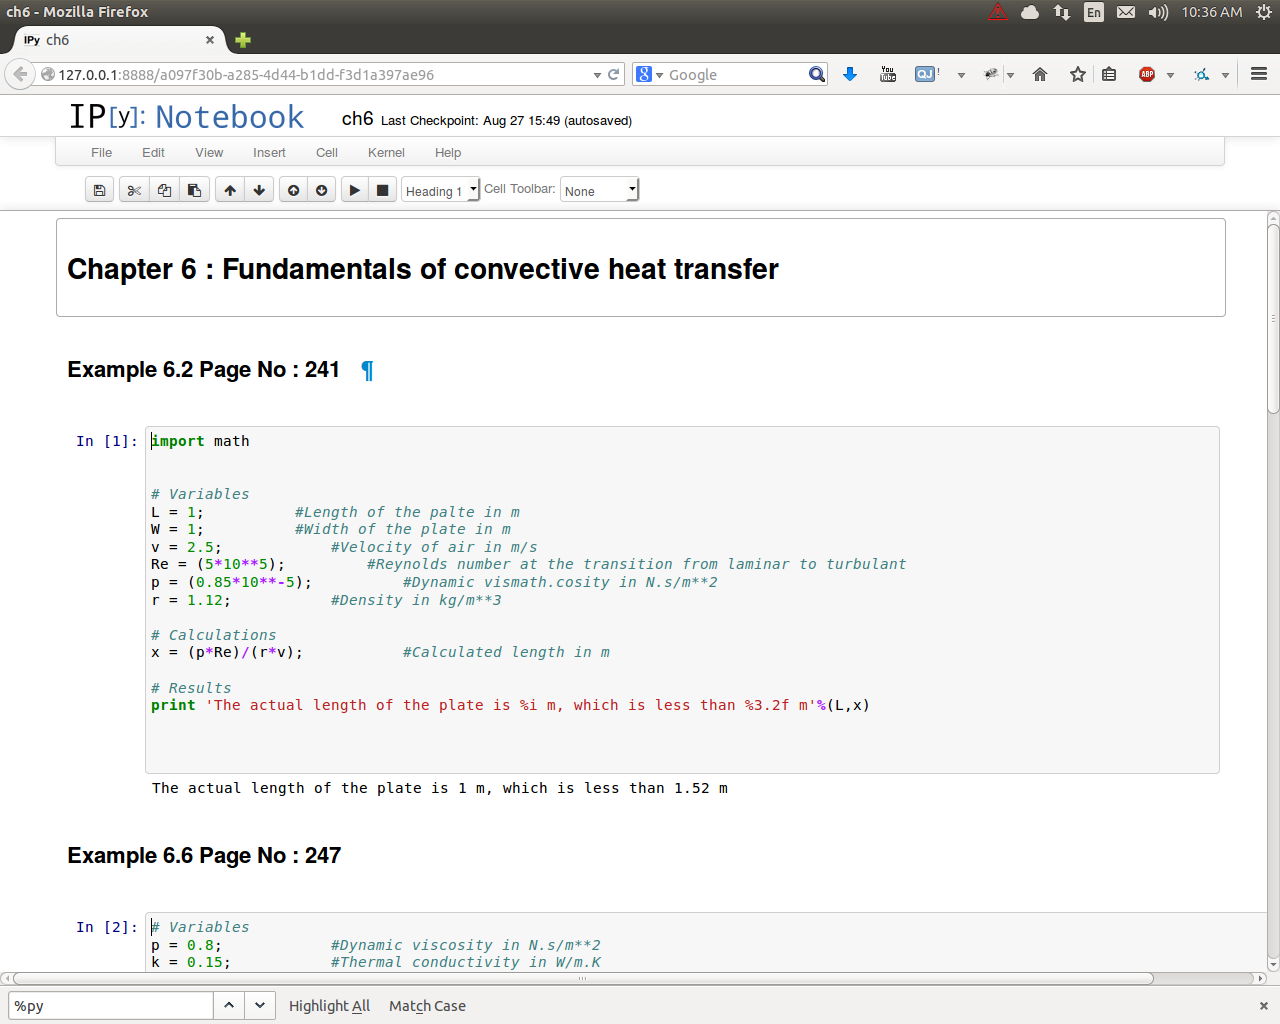 ch6 - Mozilla Firefox
En
10:36 AM
IPy ch6
127.0.0.1:8888/a097f30b-a285-4d44-b1dd-f3d1a397ae96
8 Google
You Tube
QJ !
ABP
IP[y]: Notebook
ch6 Last Checkpoint: Aug 27 15:49 (autosaved)
File Edit View Insert Cell Kernel Help
Heading 1 Cell Toolbar: None
Chapter 6 : Fundamentals of convective heat transfer
Example 6.2 Page No : 241 ¶
In [1]: import math
# Variables
L = 1; #Length of the palte in m
W = 1; #Width of the plate in m
v = 2.5; #Velocity of air in m/s
Re = (5*10**5); #Reynolds number at the transition from laminar to turbulant
p = (0.85*10**-5); #Dynamic vismath.cosity in N.s/m**2
r = 1.12; #Density in kg/m**3
# Calculations
x = (p*Re)/(r*v); #Calculated length in m
# Results
print 'The actual length of the plate is %i m, which is less than %3.2f m'%(L,x)
The actual length of the plate is 1 m, which is less than 1.52 m
Example 6.6 Page No : 247
In [2]: # Variables
p = 0.8; #Dynamic viscosity in N.s/m**2
k = 0.15; #Thermal conductivity in W/m.K
%py
Highlight All Match Case